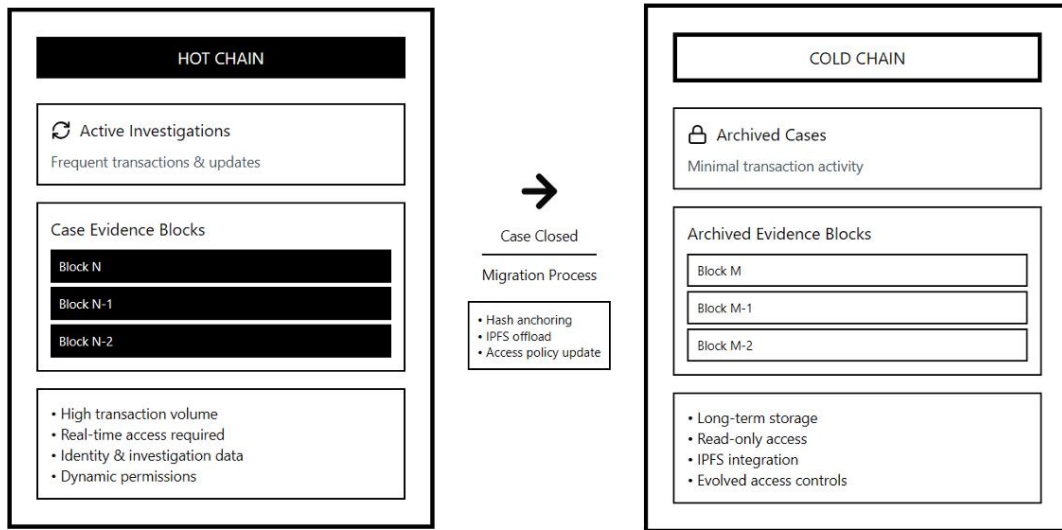 HOT CHAIN
Active Investigations
Frequent transactions & updates
Case Evidence Blocks
Block N
Block N-1
Block N-2
• High transaction volume
• Real-time access required
• Identity & investigation data
• Dynamic permissions
Case Closed
Migration Process
• Hash anchoring
• IPFS offload
• Access policy update
COLD CHAIN
Archived Cases
Minimal transaction activity
Archived Evidence Blocks
Block M
Block M-1
Block M-2
• Long-term storage
• Read-only access
• IPFS integration
• Evolved access controls